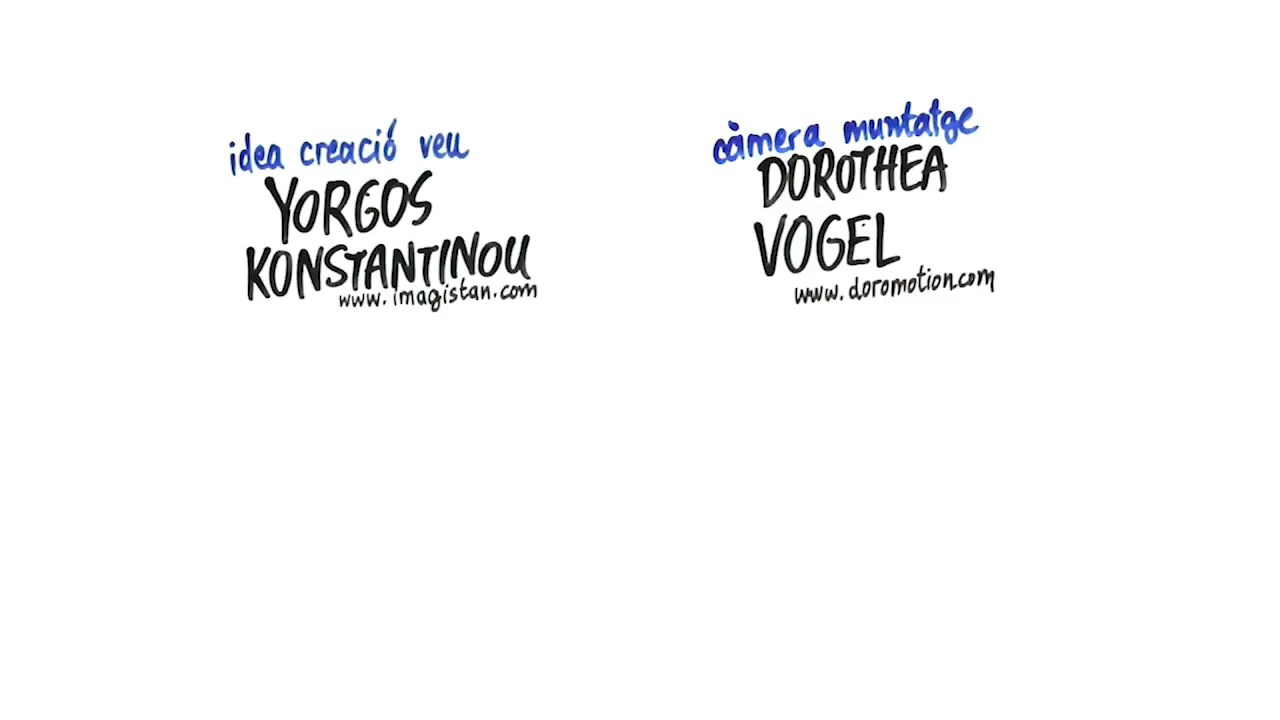 idea creació veu
YORGOS
KONSTANTINOU
www.imagistan.com
càmera muntatge
DOROTHEA
VOGEL
www.doromotion.com